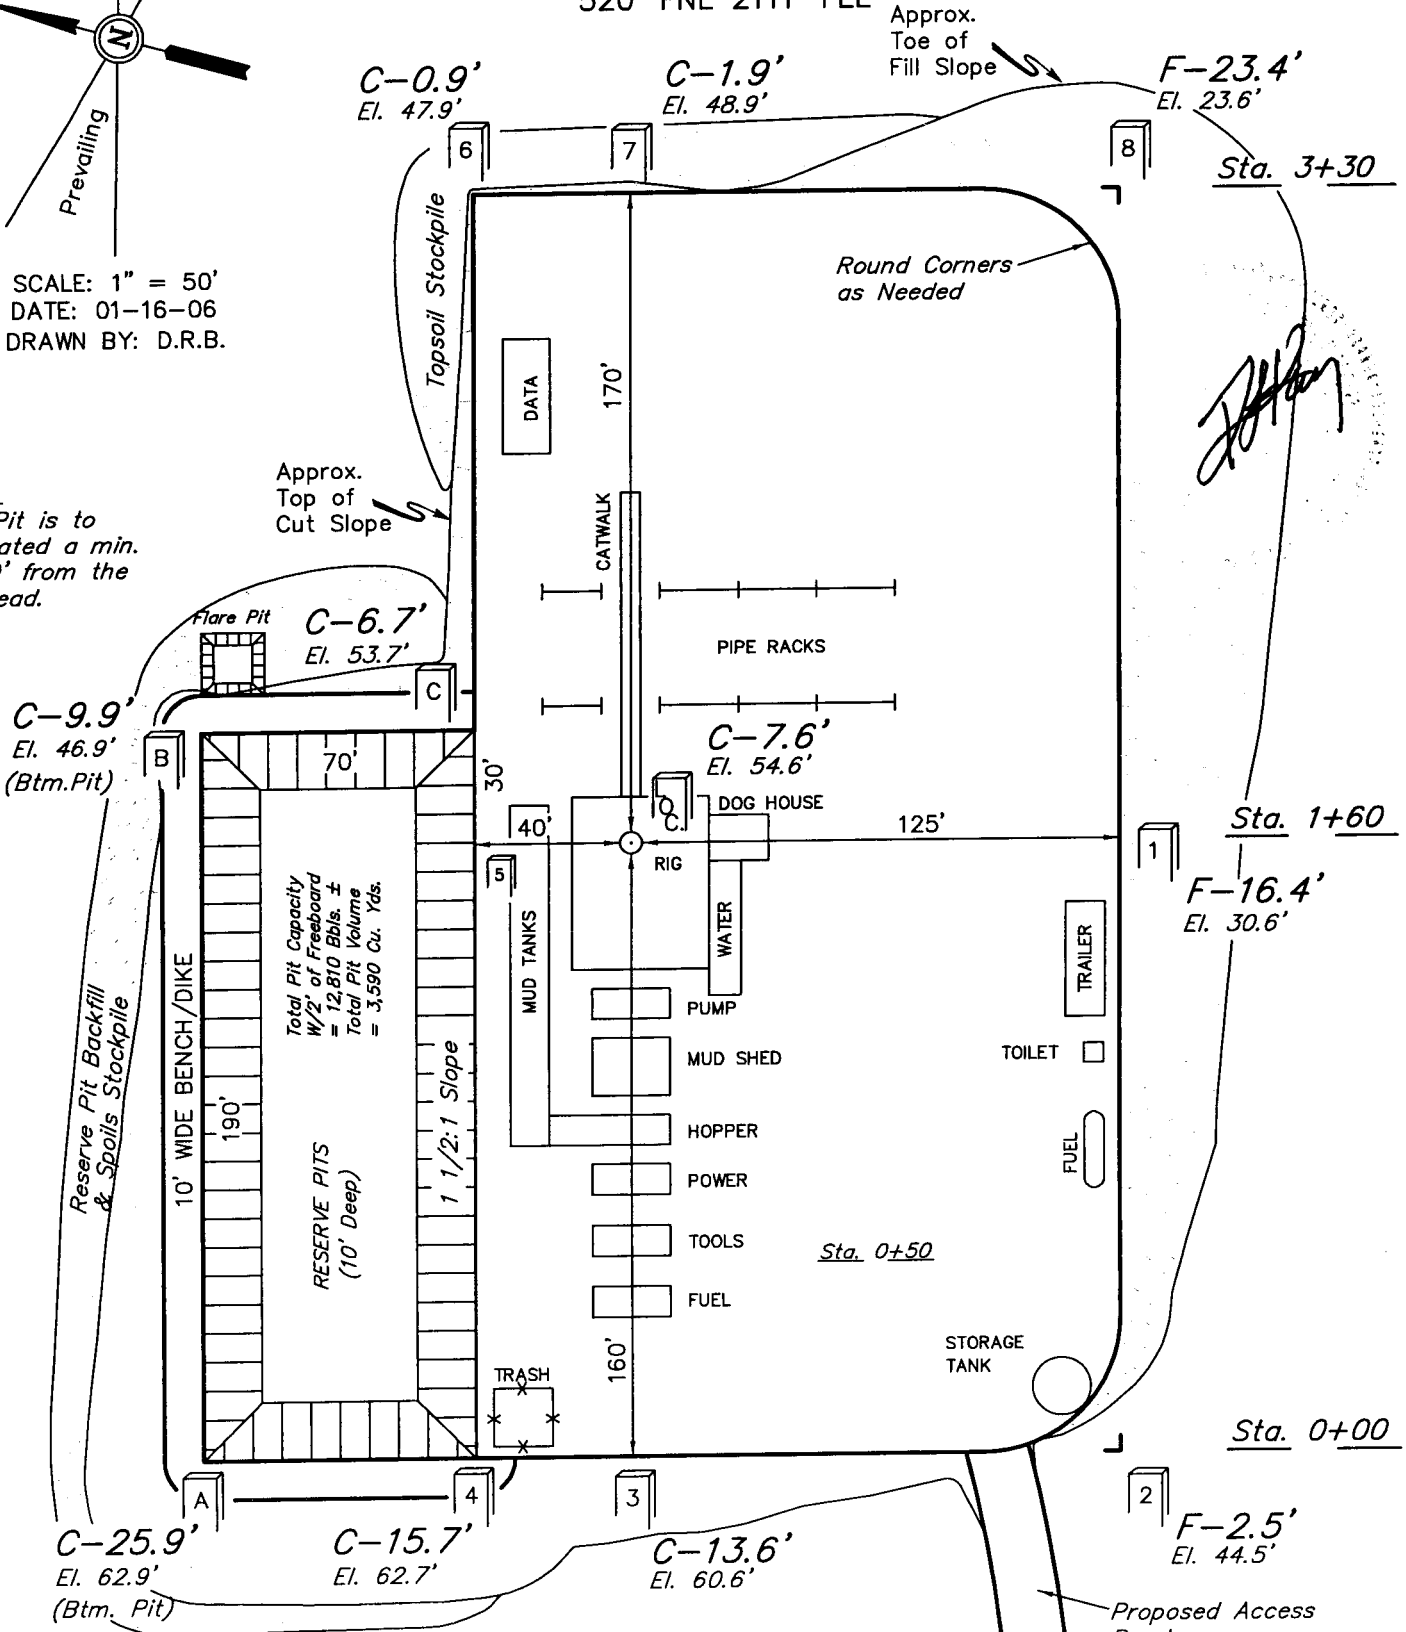 N
Prevailing
SCALE: 1" = 50'
DATE: 01-16-06
DRAWN BY: D.R.B.
Approx.
Toe of
Fill Slope
C-0.9'
El. 47.9'
C-1.9'
El. 48.9'
F-23.4'
El. 23.6'
6
7
8
Sta. 3+30
Topsoil Stockpile
Round Corners
as Needed
DATA
170'
Approx.
Top of
Cut Slope
CATWALK
Pit is to
a min.
from the
Flare Pit
C-6.7'
El. 53.7'
C
PIPE RACKS
C-9.9'
El. 46.9'
(Btm.Pit)
B
70'
30'
C-7.6'
El. 54.6'
O.
C.
DOG HOUSE
40'
125'
RIG
5
1
Sta. 1+60
F-16.4'
El. 30.6'
Total Pit Capacity
W/2' of Freeboard
= 12,810 Bbls. ±
Total Pit Volume
= 3,590 Cu. Yds.
MUD TANKS
WATER
TRAILER
PUMP
MUD SHED
TOILET
HOPPER
POWER
FUEL
TOOLS
Sta. 0+50
FUEL
Reserve Pit Backfill
& Spoils Stockpile
10' WIDE BENCH/DIKE
190'
1 1/2:1 Slope
RESERVE PITS
(10' Deep)
160'
STORAGE
TANK
TRASH
Sta. 0+00
A
4
3
2
C-25.9'
El. 62.9'
(Btm. Pit)
C-15.7'
El. 62.7'
C-13.6'
El. 60.6'
F-2.5'
El. 44.5'
Proposed Access